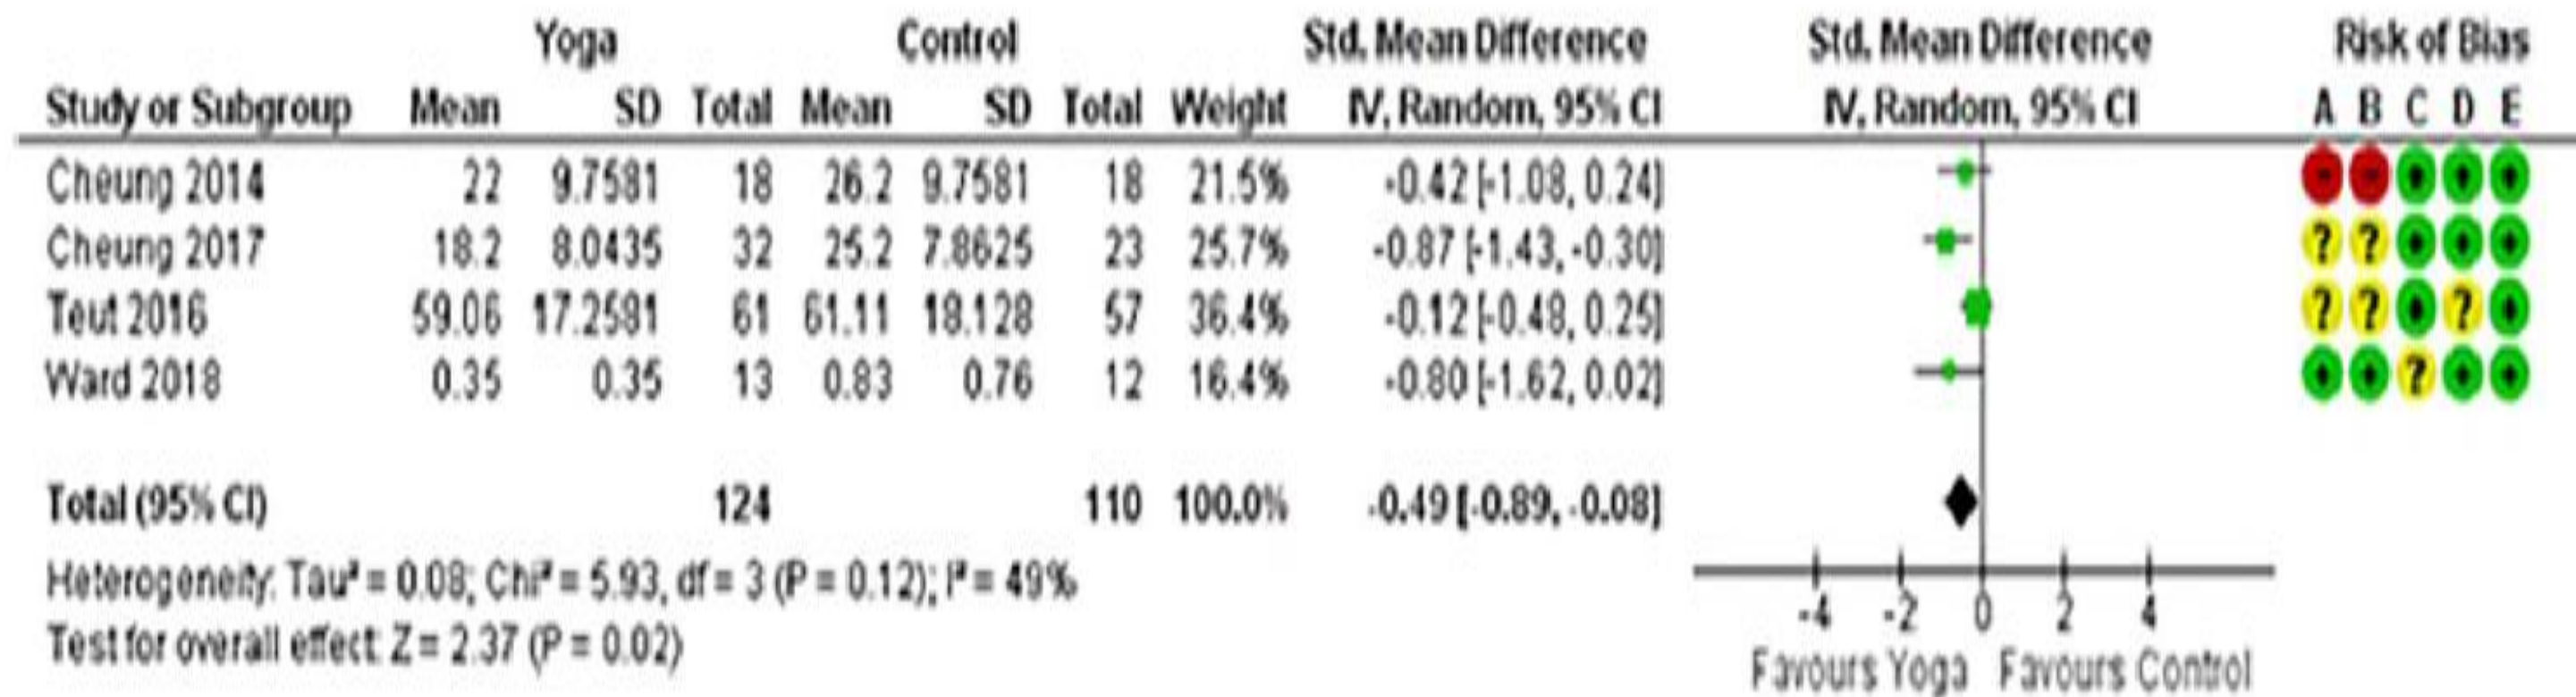 Yoga Control Std. Mean Difference Std. Mean Difference Risk of Bias
Study or Subgroup Mean SD Total Mean SD Total Weight IV, Random, 95% CI IV, Random, 95% CI A B C D E
Cheung 2014 22 9.7581 18 26.2 9.7581 18 21.5% -0.42 [-1.08, 0.24]
Cheung 2017 18.2 8.0435 32 25.2 7.8625 23 25.7% -0.87 [-1.43, -0.30] ? ?
Teut 2016 59.06 17.2581 61 61.11 18.128 57 36.4% -0.12 [-0.48, 0.25] ? ? ?
Ward 2018 0.35 0.35 13 0.83 0.76 12 16.4% -0.80 [-1.62, 0.02] ?
Total (95% CI) 124 110 100.0% -0.49 [-0.89, -0.08]
Heterogeneity: Tau² = 0.08; Chi² = 5.93, df = 3 (P = 0.12); I² = 49%
Test for overall effect: Z = 2.37 (P = 0.02)
-4 -2 0 2 4
Favours Yoga Favours Control